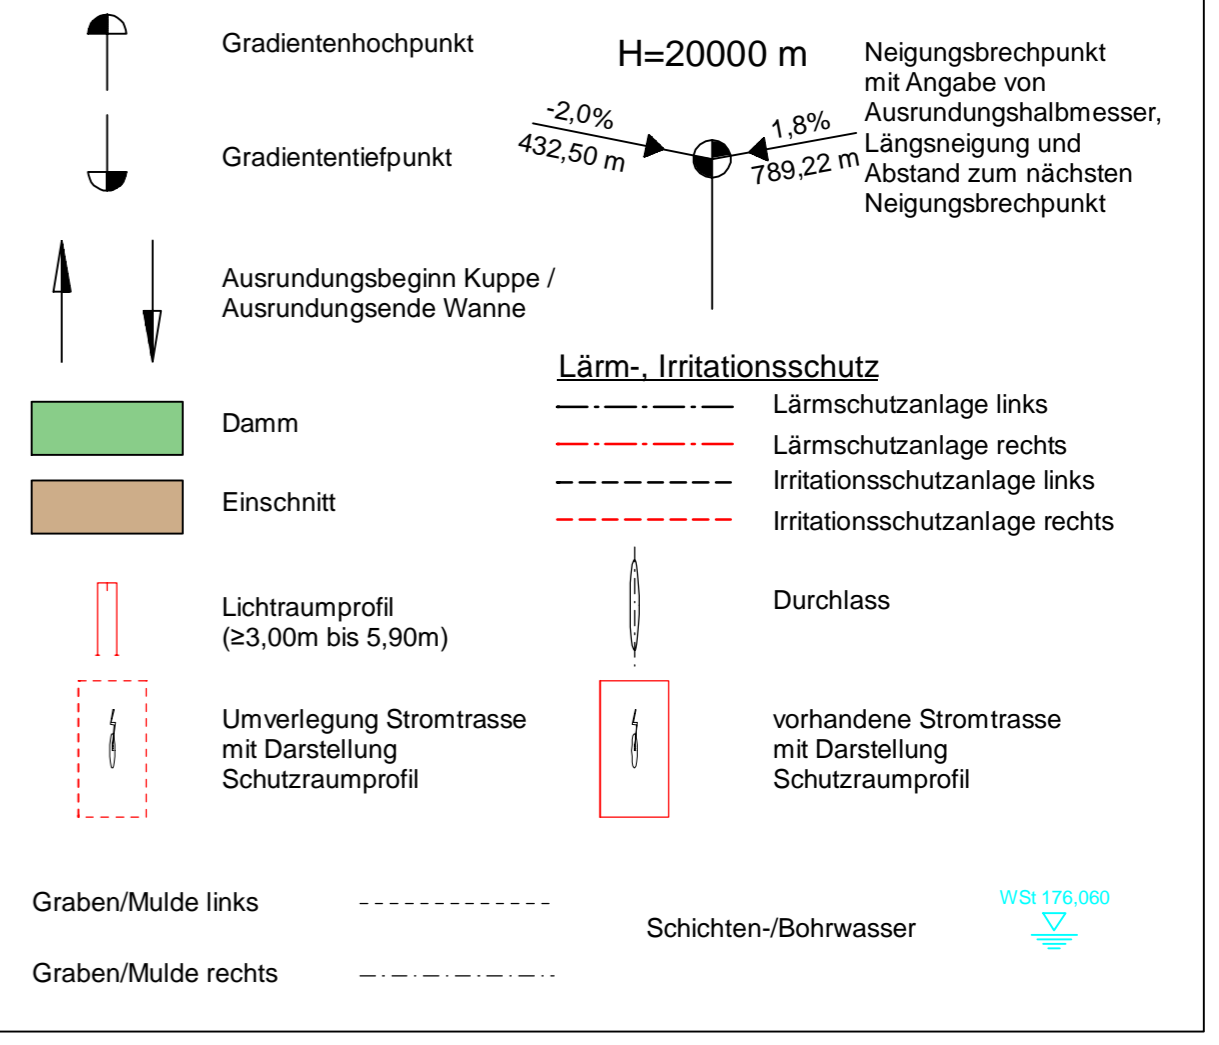 Gradientenhochpunkt
Gradiententiefpunkt
Ausrundungsbeginn Kuppe /
Ausrundungsende Wanne
Damm
Einschnitt
Lichtraumprofil
(≥3,00m bis 5,90m)
Umverlegung Stromtrasse
mit Darstellung
Schutzraumprofil
H=20000 m
-2,0%
432,50 m
1,8%
789,22 m
Neigungsbrechpunkt
mit Angabe von
Ausrundungshalbmesser,
Längsneigung und
Abstand zum nächsten
Neigungsbrechpunkt
Lärm-, Irritationsschutz
Lärmschutzanlage links
Lärmschutzanlage rechts
Irritationsschutzanlage links
Irritationsschutzanlage rechts
Durchlass
vorhandene Stromtrasse
mit Darstellung
Schutzraumprofil
Graben/Mulde links
Graben/Mulde rechts
Schichten-/Bohrwasser
WSt 176,060